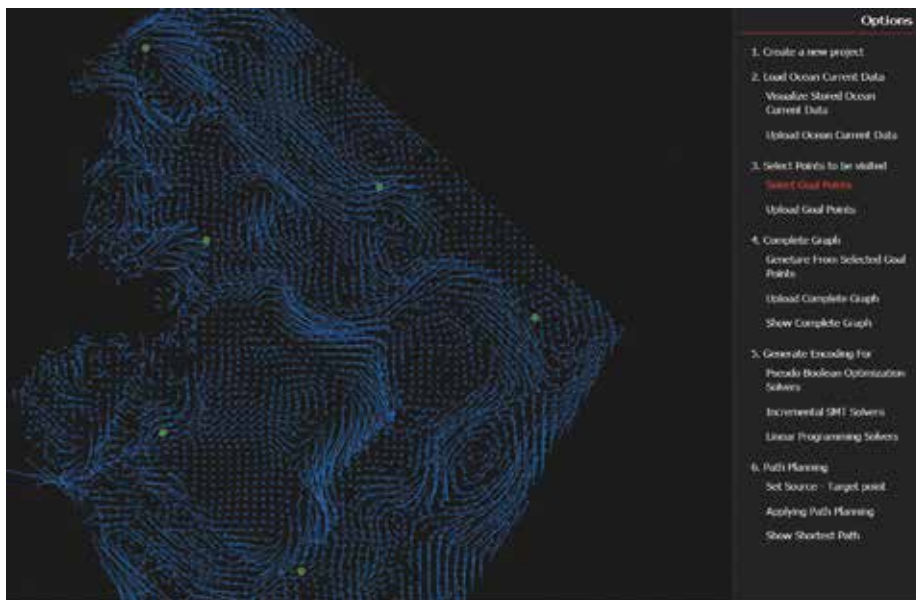 Options
1. Create a new project
2. Load Ocean Current Data
Visualize Stored Ocean
Current Data
Upload Ocean Current Data
3. Select Points to be visited
Select Goal Points
Upload Goal Points
4. Complete Graph
Genetare From Selected Goal
Points
Upload Complete Graph
Show Complete Graph
5. Generate Encoding For
Pseudo Boolean Optimization
Solvers
Incremental SMT Solvers
Linear Programming Solvers
6. Path Planning
Set Source - Target point
Applying Path Planning
Show Shortest Path